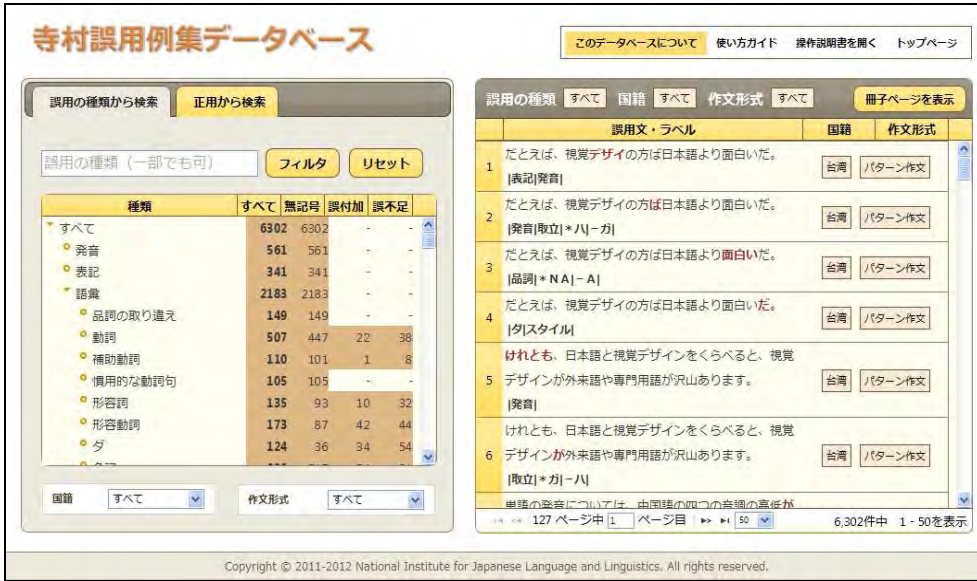 寺村誤用例集データベース
このデータベースについて 使い方ガイド 操作説明書を開く トップページ
誤用の種類から検索 正用から検索
誤用の種類（一部でも可） フィルタ リセット
種類 すべて 無記号 誤付加 誤不足
すべて 6302 6302 - -
発音 561 561 - -
表記 341 341 - -
語彙 2183 2183 - -
品詞の取り違え 149 149 - -
動詞 507 447 22 38
補助動詞 110 101 1 8
慣用的な動詞句 105 105 - -
形容詞 135 93 10 32
形容動詞 173 87 42 44
ダ 124 36 34 54
国籍 すべて 作文形式 すべて
誤用の種類 すべて 国籍 すべて 作文形式 すべて 冊子ページを表示
誤用文・ラベル 国籍 作文形式
1 だとえば、視覚デザイの方ば日本語より面白いだ。 台湾 パターン作文
|表記|発音|
2 だとえば、視覚デザイの方ば日本語より面白いだ。 台湾 パターン作文
|発音|取立|＊ハ|－ガ|
3 だとえば、視覚デザイの方ば日本語より面白いだ。 台湾 パターン作文
|品詞|＊NA|－A|
4 だとえば、視覚デザイの方ば日本語より面白いだ。 台湾 パターン作文
|ダ|スタイル|
けれとも、日本語と視覚デザインをくらべると、視覚
5 デザインが外来語や専門用語が沢山あります。 台湾 パターン作文
|発音|
けれとも、日本語と視覚デザインをくらべると、視覚
6 デザインが外来語や専門用語が沢山あります。 台湾 パターン作文
|取立|＊ガ|－ハ|
単語の発音については、中国語の四つの音調の高低が
127 ページ中 1 ページ目 50 6,302件中 1 - 50を表示
Copyright © 2011-2012 National Institute for Japanese Language and Linguistics. All rights reserved.